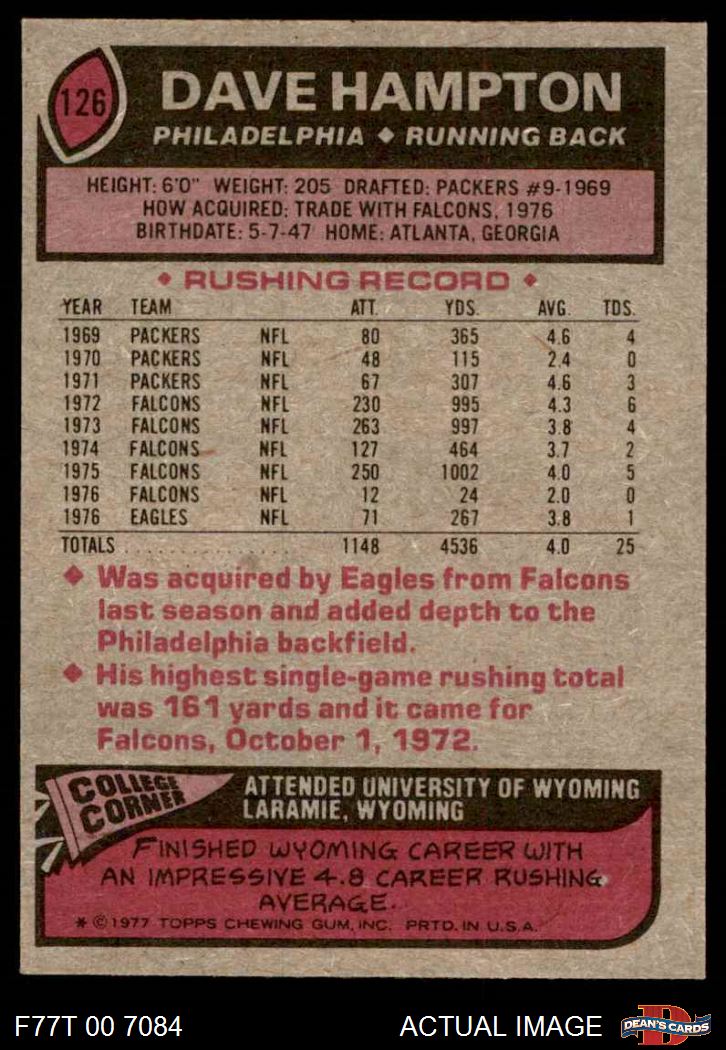 126
DAVE HAMPTON
PHILADELPHIA ◆ RUNNING BACK
HEIGHT: 6'0" WEIGHT: 205 DRAFTED: PACKERS #9-1969
HOW ACQUIRED: TRADE WITH FALCONS, 1976
BIRTHDATE: 5-7-47 HOME: ATLANTA, GEORGIA
◆ RUSHING RECORD ◆
YEAR TEAM ATT. YDS. AVG. TDS.
1969 PACKERS NFL 80 365 4.6 4
1970 PACKERS NFL 48 115 2.4 0
1971 PACKERS NFL 67 307 4.6 3
1972 FALCONS NFL 230 995 4.3 6
1973 FALCONS NFL 263 997 3.8 4
1974 FALCONS NFL 127 464 3.7 2
1975 FALCONS NFL 250 1002 4.0 5
1976 FALCONS NFL 12 24 2.0 0
1976 EAGLES NFL 71 267 3.8 1
TOTALS . . . . . . . . . . . . . . . . 1148 4536 4.0 25
◆ Was acquired by Eagles from Falcons
last season and added depth to the
Philadelphia backfield.
◆ His highest single-game rushing total
was 161 yards and it came for
Falcons, October 1, 1972.
COLLEGE
CORNER
ATTENDED UNIVERSITY OF WYOMING
LARAMIE, WYOMING
FINISHED WYOMING CAREER WITH
AN IMPRESSIVE 4.8 CAREER RUSHING
AVERAGE.
* © 1977 TOPPS CHEWING GUM, INC. PRTD. IN U.S.A.
F77T 00 7084
ACTUAL IMAGE
D
DEAN'S CARDS